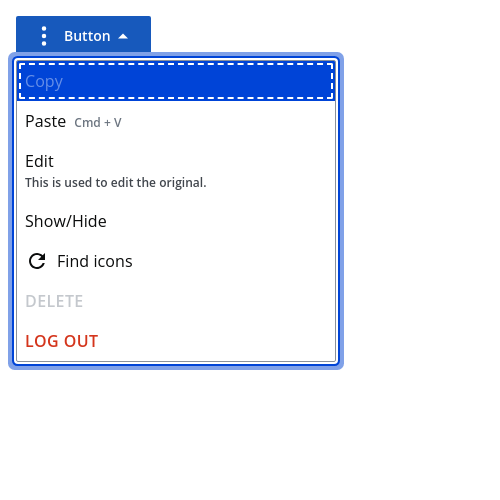 Button
Copy
Paste Cmd + V
Edit
This is used to edit the original.
Show/Hide
Find icons
DELETE
LOG OUT